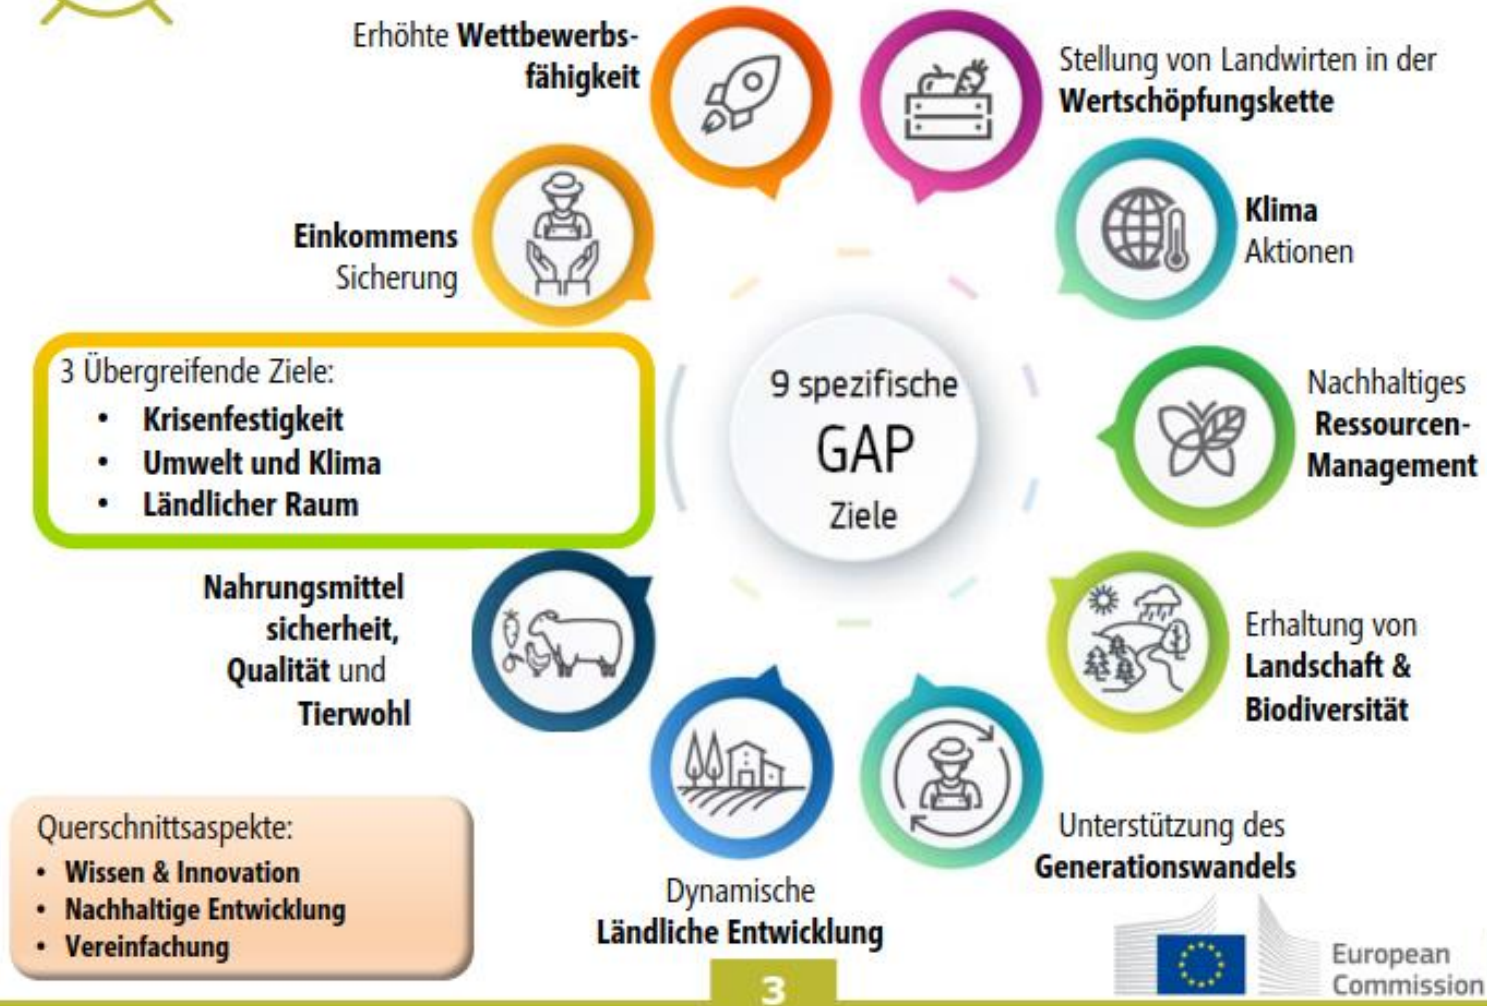 Erhöhte Wettbewerbs-
fähigkeit
Stellung von Landwirten in der
Wertschöpfungskette
Einkommens
Sicherung
Klima
Aktionen
3 Übergreifende Ziele:
• Krisenfestigkeit
• Umwelt und Klima
• Ländlicher Raum
9 spezifische
GAP
Ziele
Nachhaltiges
Ressourcen-
Management
Nahrungsmittel
sicherheit,
Qualität und
Tierwohl
Erhaltung von
Landschaft &
Biodiversität
Querschnittsaspekte:
• Wissen & Innovation
• Nachhaltige Entwicklung
• Vereinfachung
Dynamische
Ländliche Entwicklung
Unterstützung des
Generationswandels
European
Commission
3